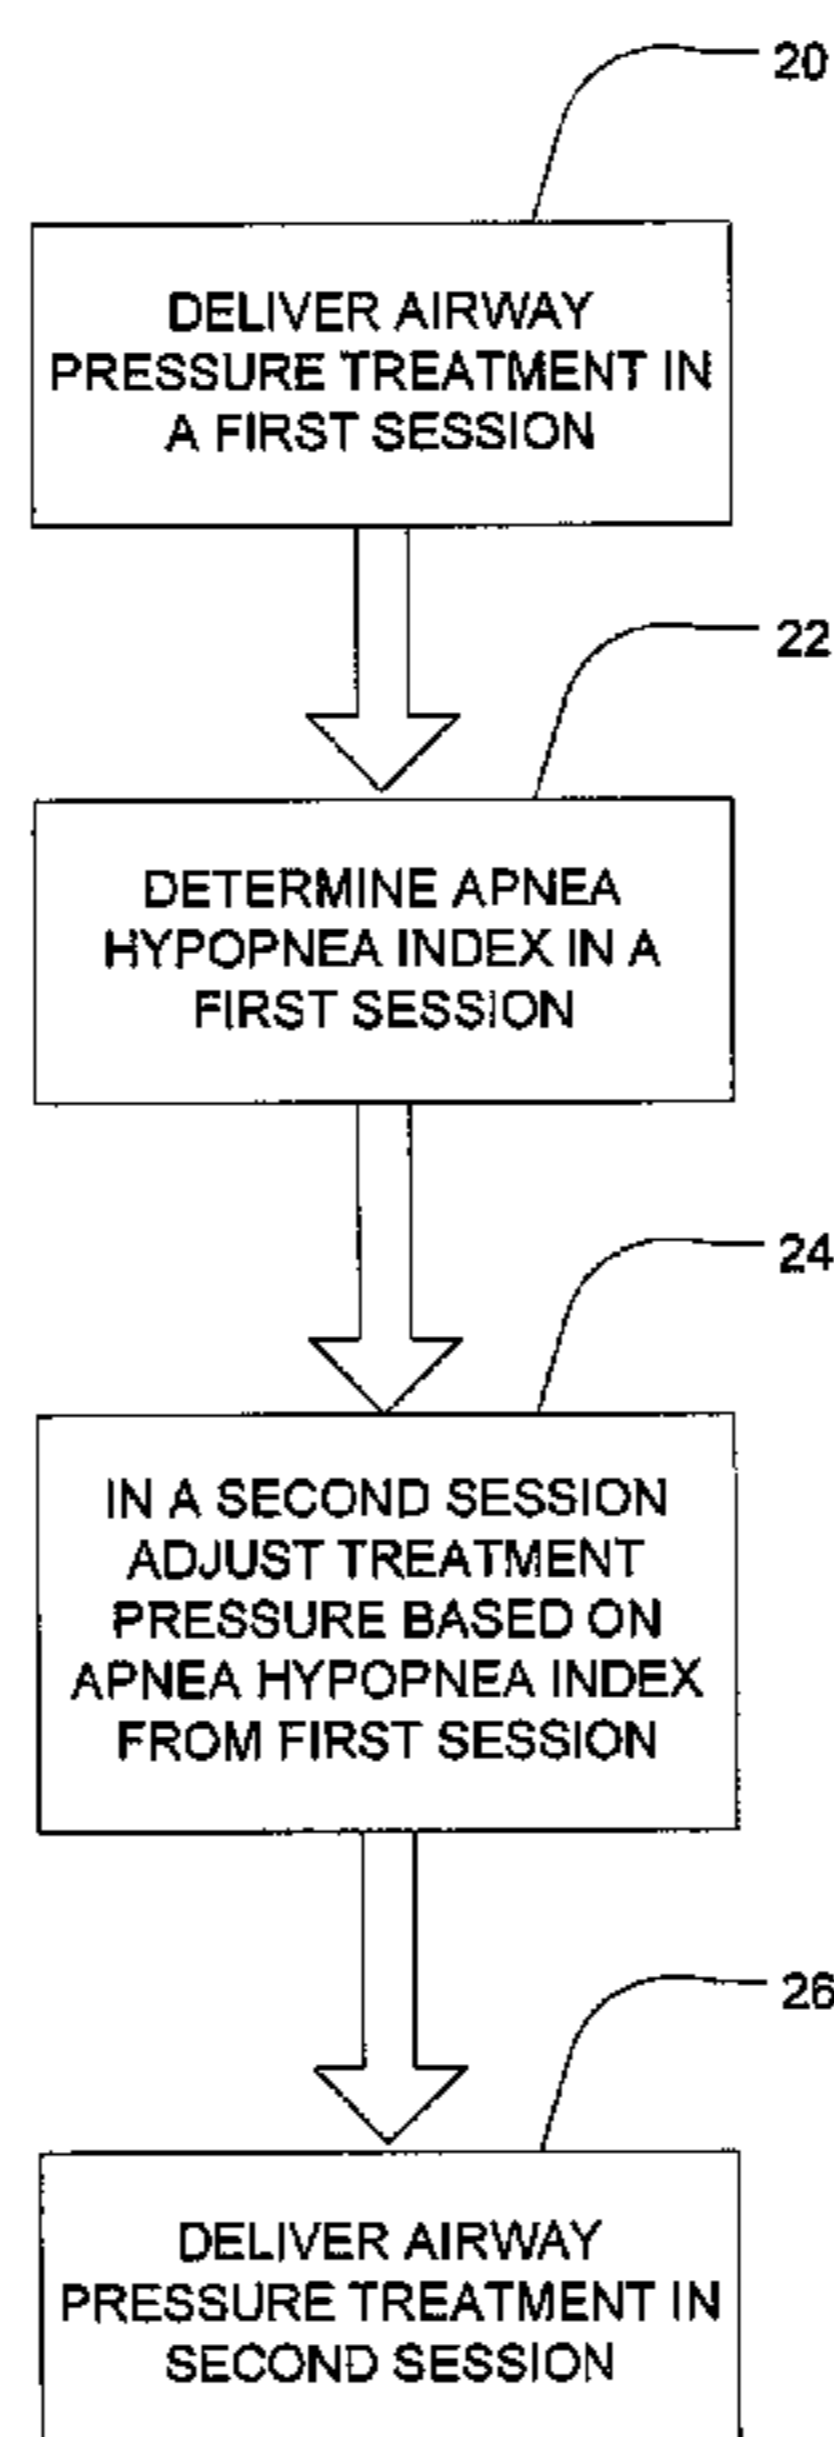 20
DELIVER AIRWAY
PRESSURE TREATMENT IN
A FIRST SESSION
22
DETERMINE APNEA
HYPOPNEA INDEX IN A
FIRST SESSION
24
IN A SECOND SESSION
ADJUST TREATMENT
PRESSURE BASED ON
APNEA HYPOPNEA INDEX
FROM FIRST SESSION
26
DELIVER AIRWAY
PRESSURE TREATMENT IN
SECOND SESSION